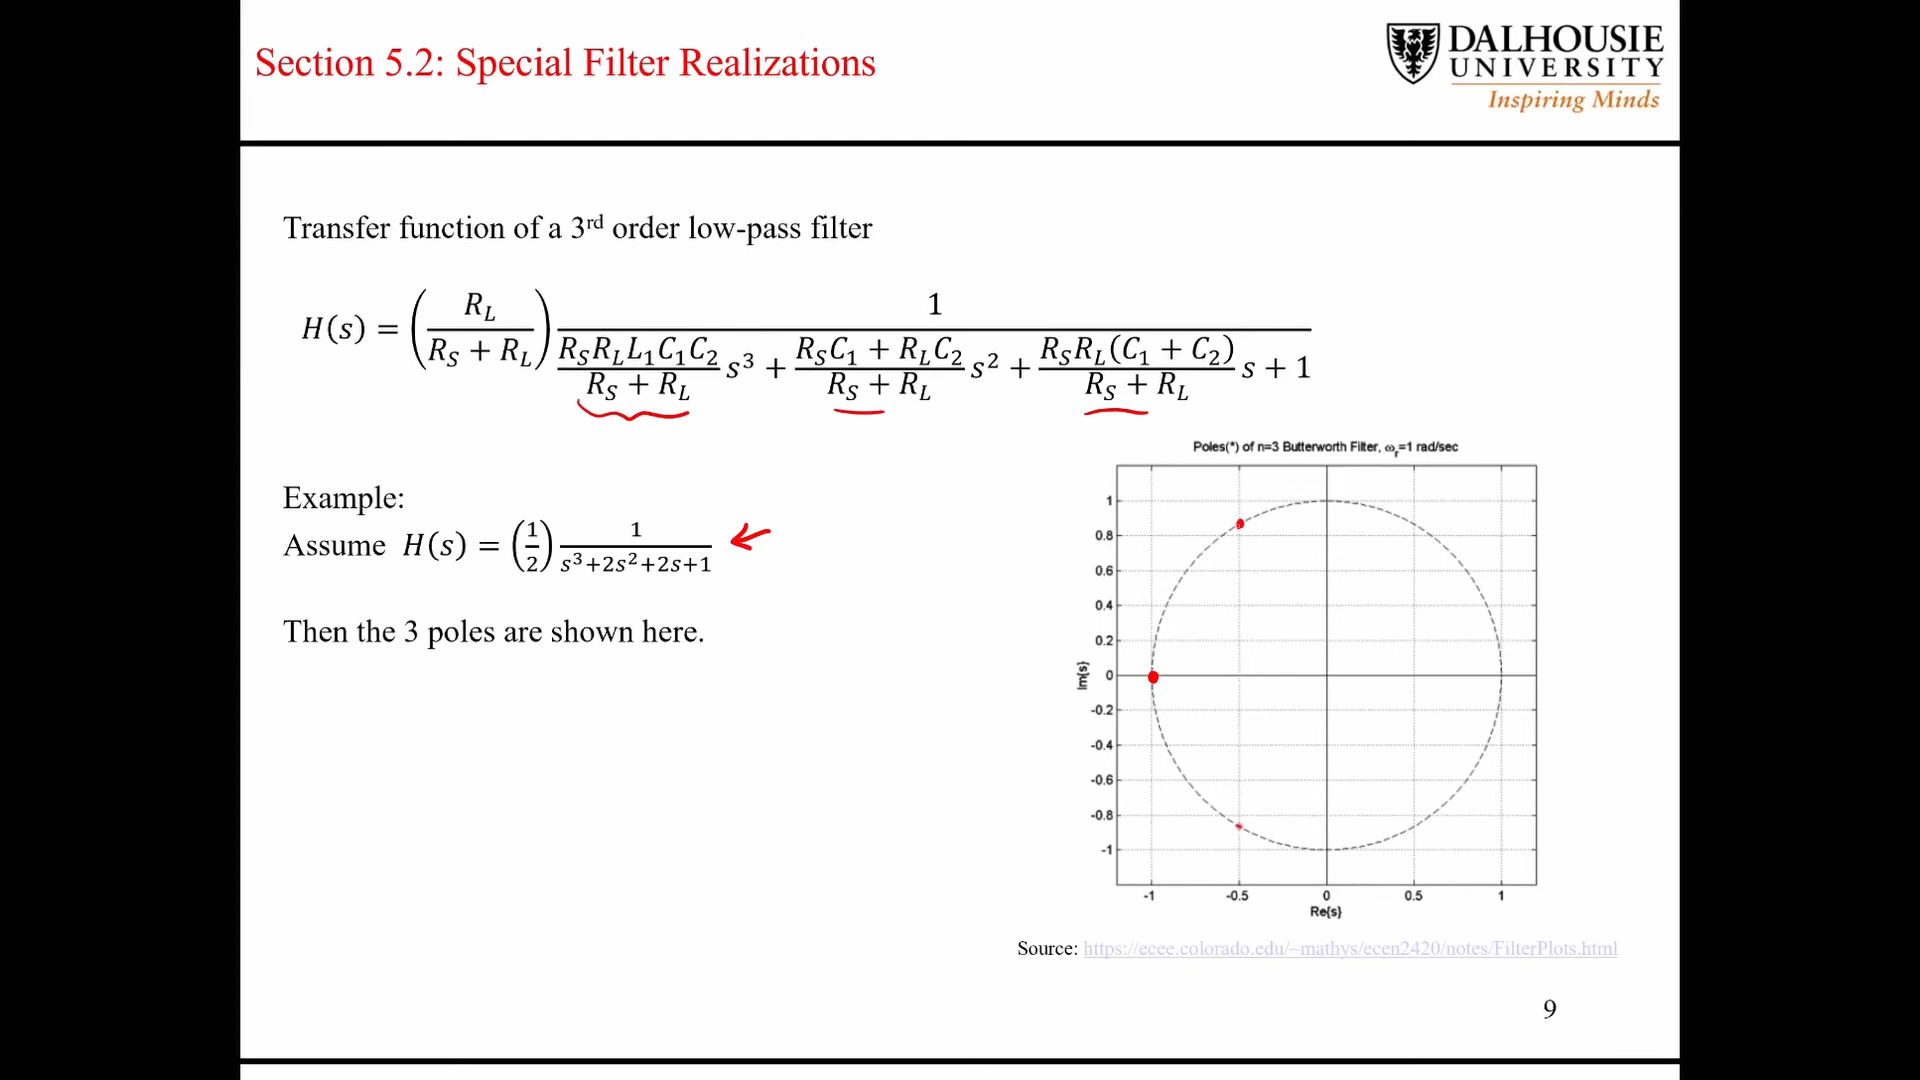 Section 5.2: Special Filter Realizations
DALHOUSIE
UNIVERSITY
Inspiring Minds
Transfer function of a 3rd order low-pass filter
H(s) = (R_L / (R_S + R_L)) 1 / ((R_S R_L L_1 C_1 C_2 / (R_S + R_L)) s^3 + ((R_S C_1 + R_L C_2) / (R_S + R_L)) s^2 + (R_S R_L (C_1 + C_2) / (R_S + R_L)) s + 1)
Example:
Assume H(s) = (1/2) 1 / (s^3+2s^2+2s+1)
Then the 3 poles are shown here.
Poles(*) of n=3 Butterworth Filter, ω_r=1 rad/sec
1
0.8
0.6
0.4
0.2
0
-0.2
-0.4
-0.6
-0.8
-1
Im{s}
-1 -0.5 0 0.5 1
Re{s}
Source: https://ecee.colorado.edu/~mathys/ecen2420/notes/FilterPlots.html
9